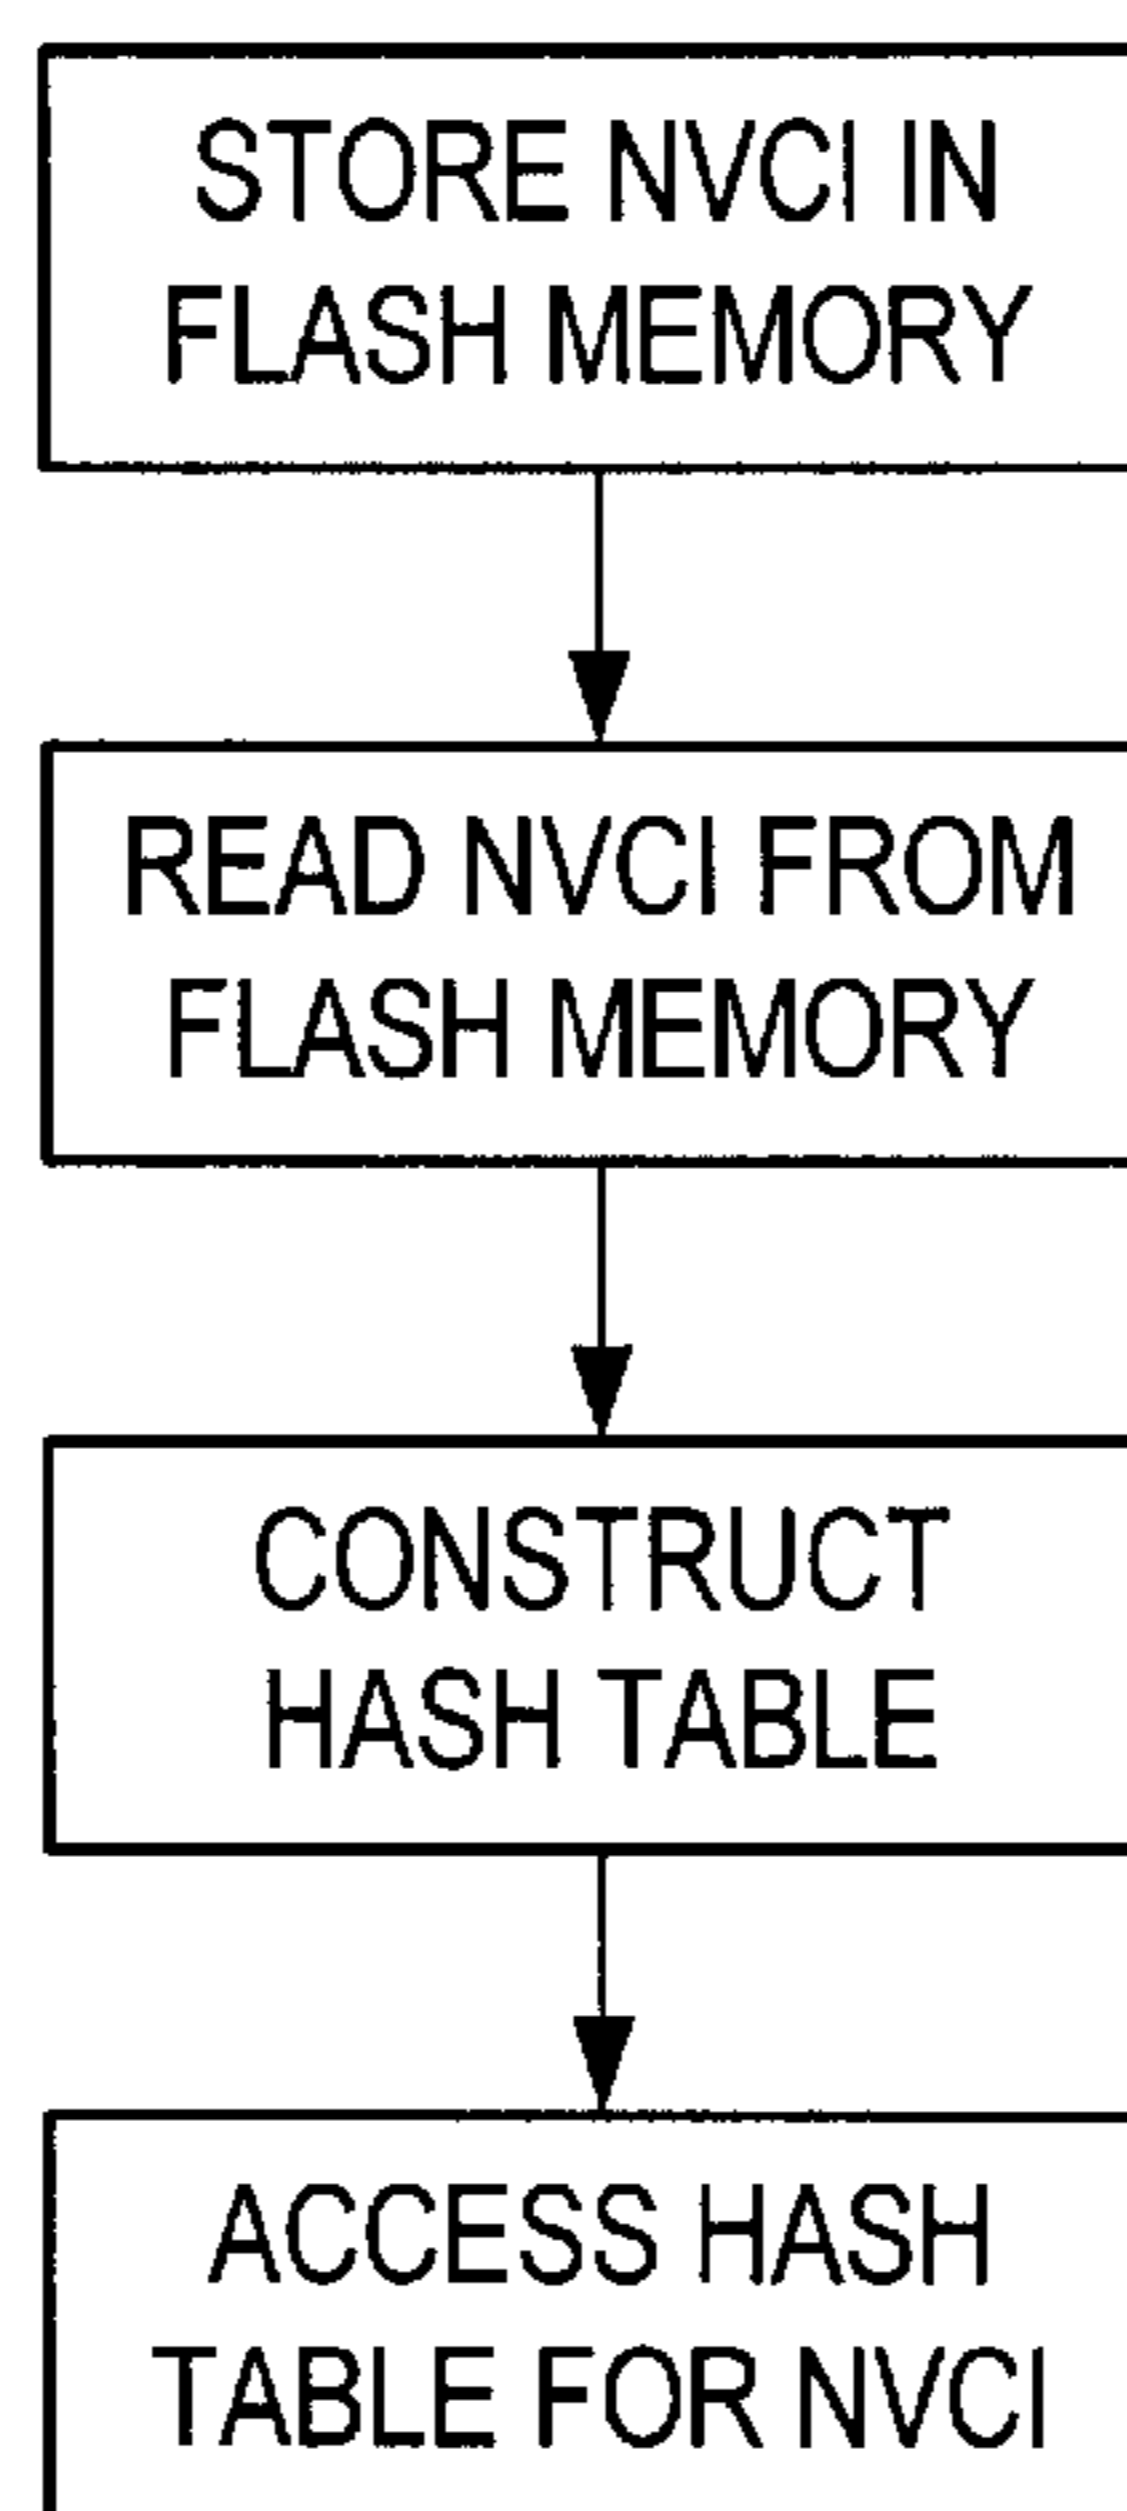 STORE NVCI IN
FLASH MEMORY
READ NVCI FROM
FLASH MEMORY
CONSTRUCT
HASH TABLE
ACCESS HASH
TABLE FOR NVCI